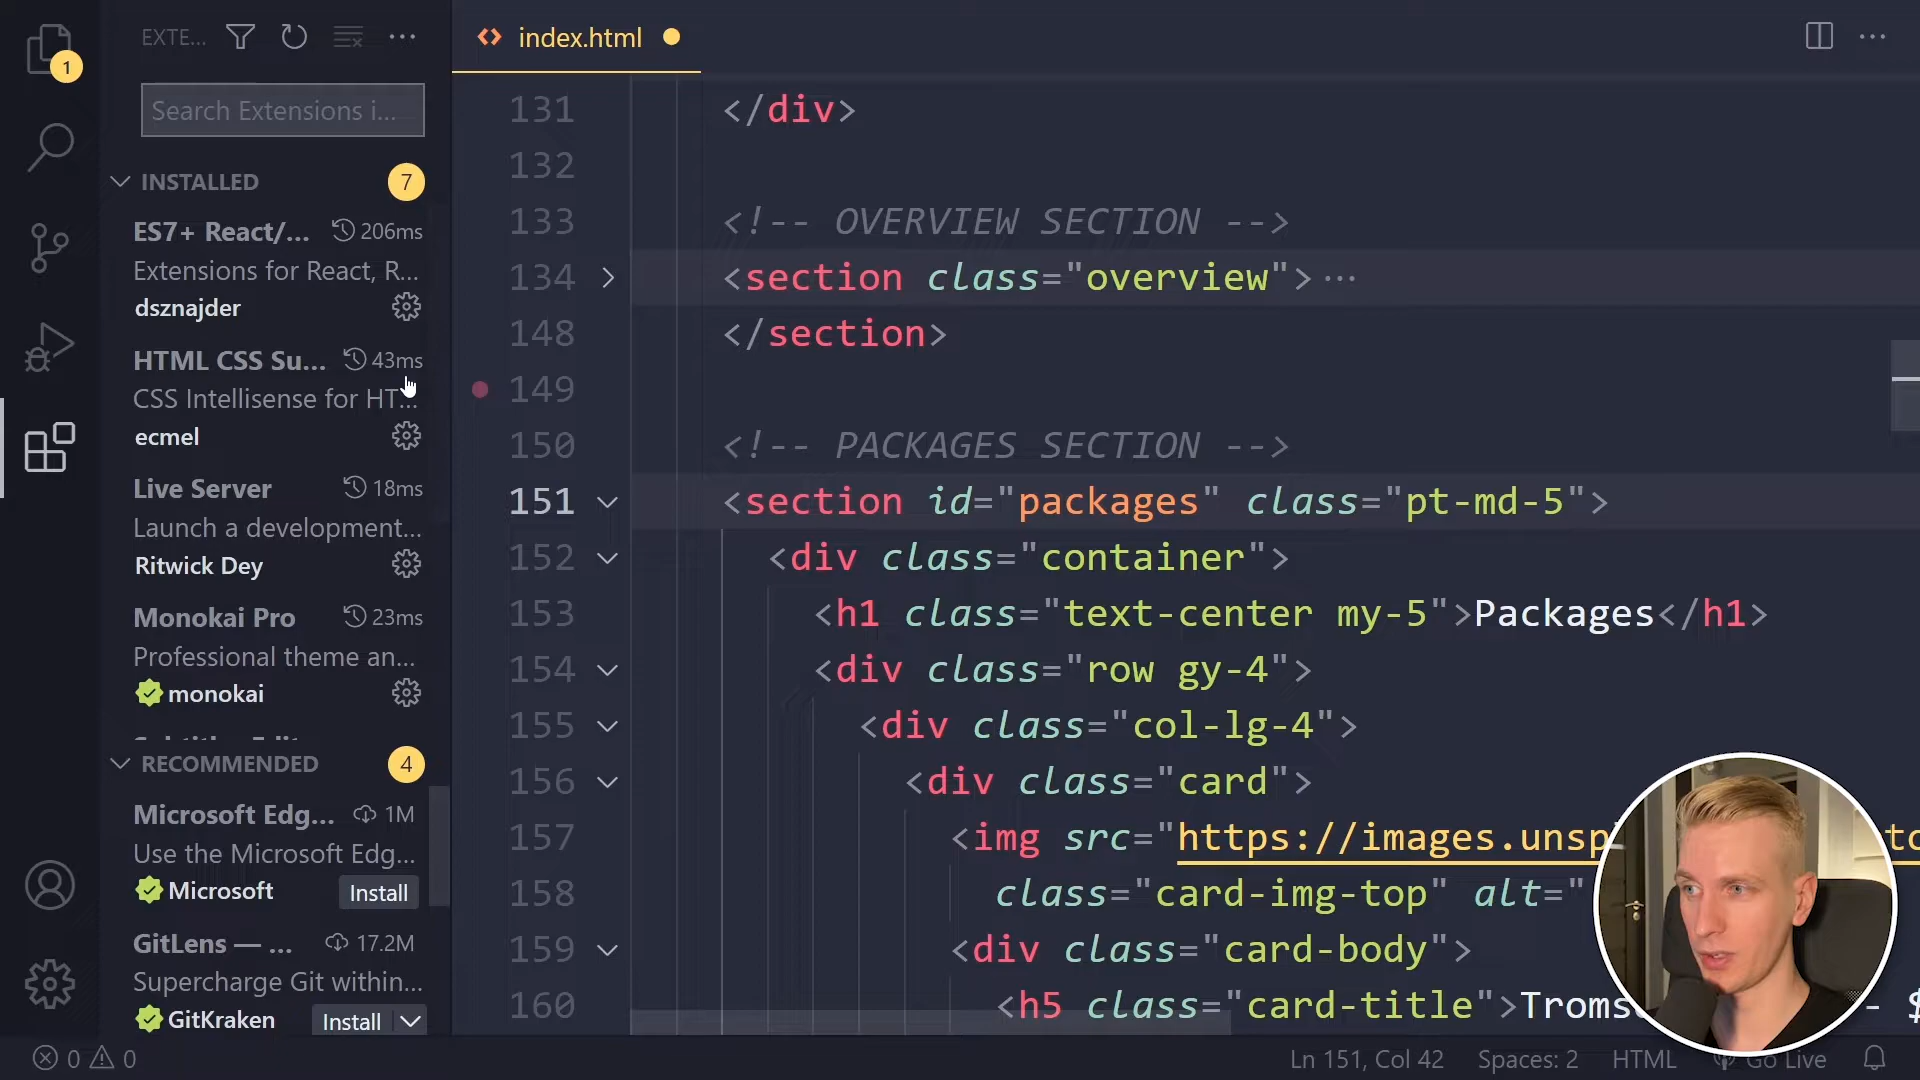 1
EXTE...
Search Extensions i...
INSTALLED 7
ES7+ React/... 206ms
Extensions for React, R...
dsznajder
HTML CSS Su... 43ms
CSS Intellisense for HT...
ecmel
Live Server 18ms
Launch a development...
Ritwick Dey
Monokai Pro 23ms
Professional theme an...
monokai
RECOMMENDED 4
Microsoft Edg... 1M
Use the Microsoft Edg...
Microsoft Install
GitLens — ... 17.2M
Supercharge Git within...
GitKraken Install
index.html
131 </div>
132
133 <!-- OVERVIEW SECTION -->
134 <section class="overview"> ...
148 </section>
149
150 <!-- PACKAGES SECTION -->
151 <section id="packages" class="pt-md-5">
152 <div class="container">
153 <h1 class="text-center my-5">Packages</h1>
154 <div class="row gy-4">
155 <div class="col-lg-4">
156 <div class="card">
157 <img src="https://images.unsp
158 class="card-img-top" alt="
159 <div class="card-body">
160 <h5 class="card-title">Troms - $
0 0
Ln 151, Col 42 Spaces: 2 HTML Go Live